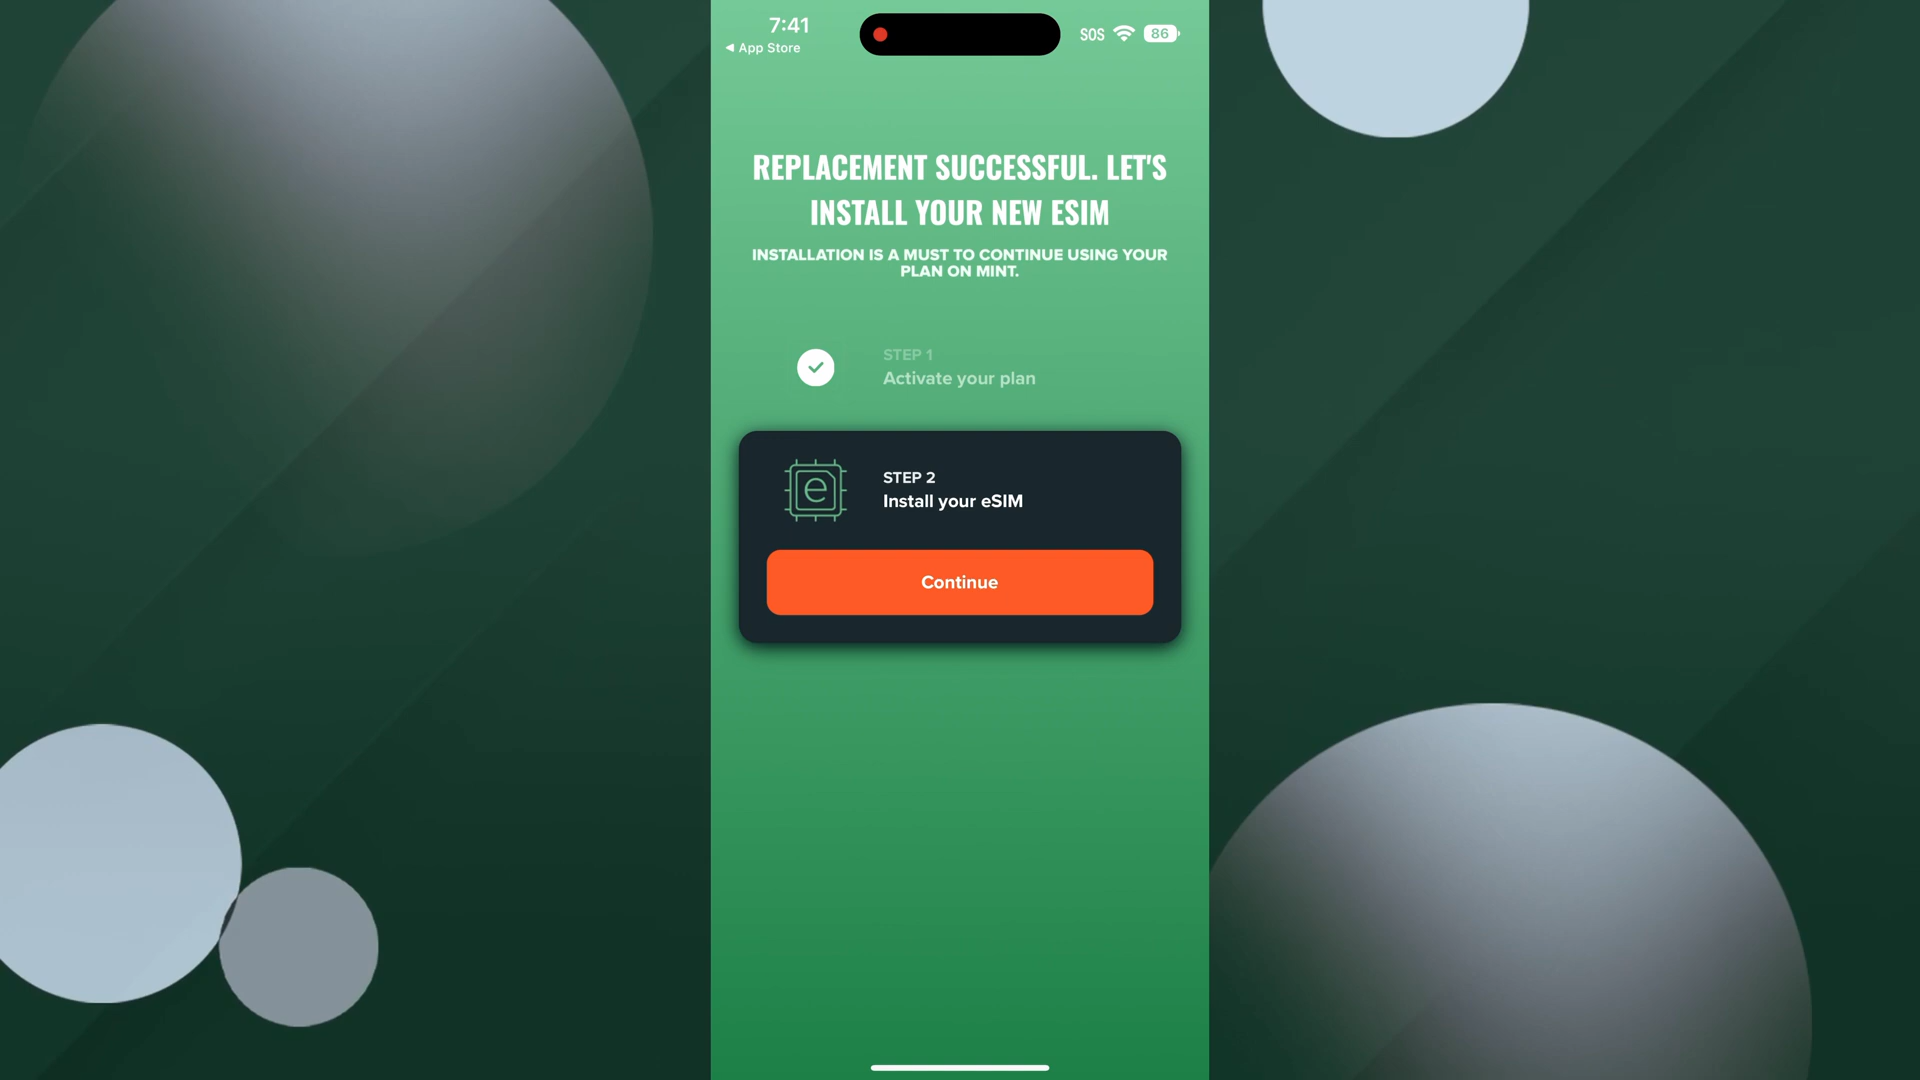 7:41
◀ App Store
SOS
86
REPLACEMENT SUCCESSFUL. LET'S
INSTALL YOUR NEW ESIM
INSTALLATION IS A MUST TO CONTINUE USING YOUR
PLAN ON MINT.
STEP 1
Activate your plan
e
STEP 2
Install your eSIM
Continue